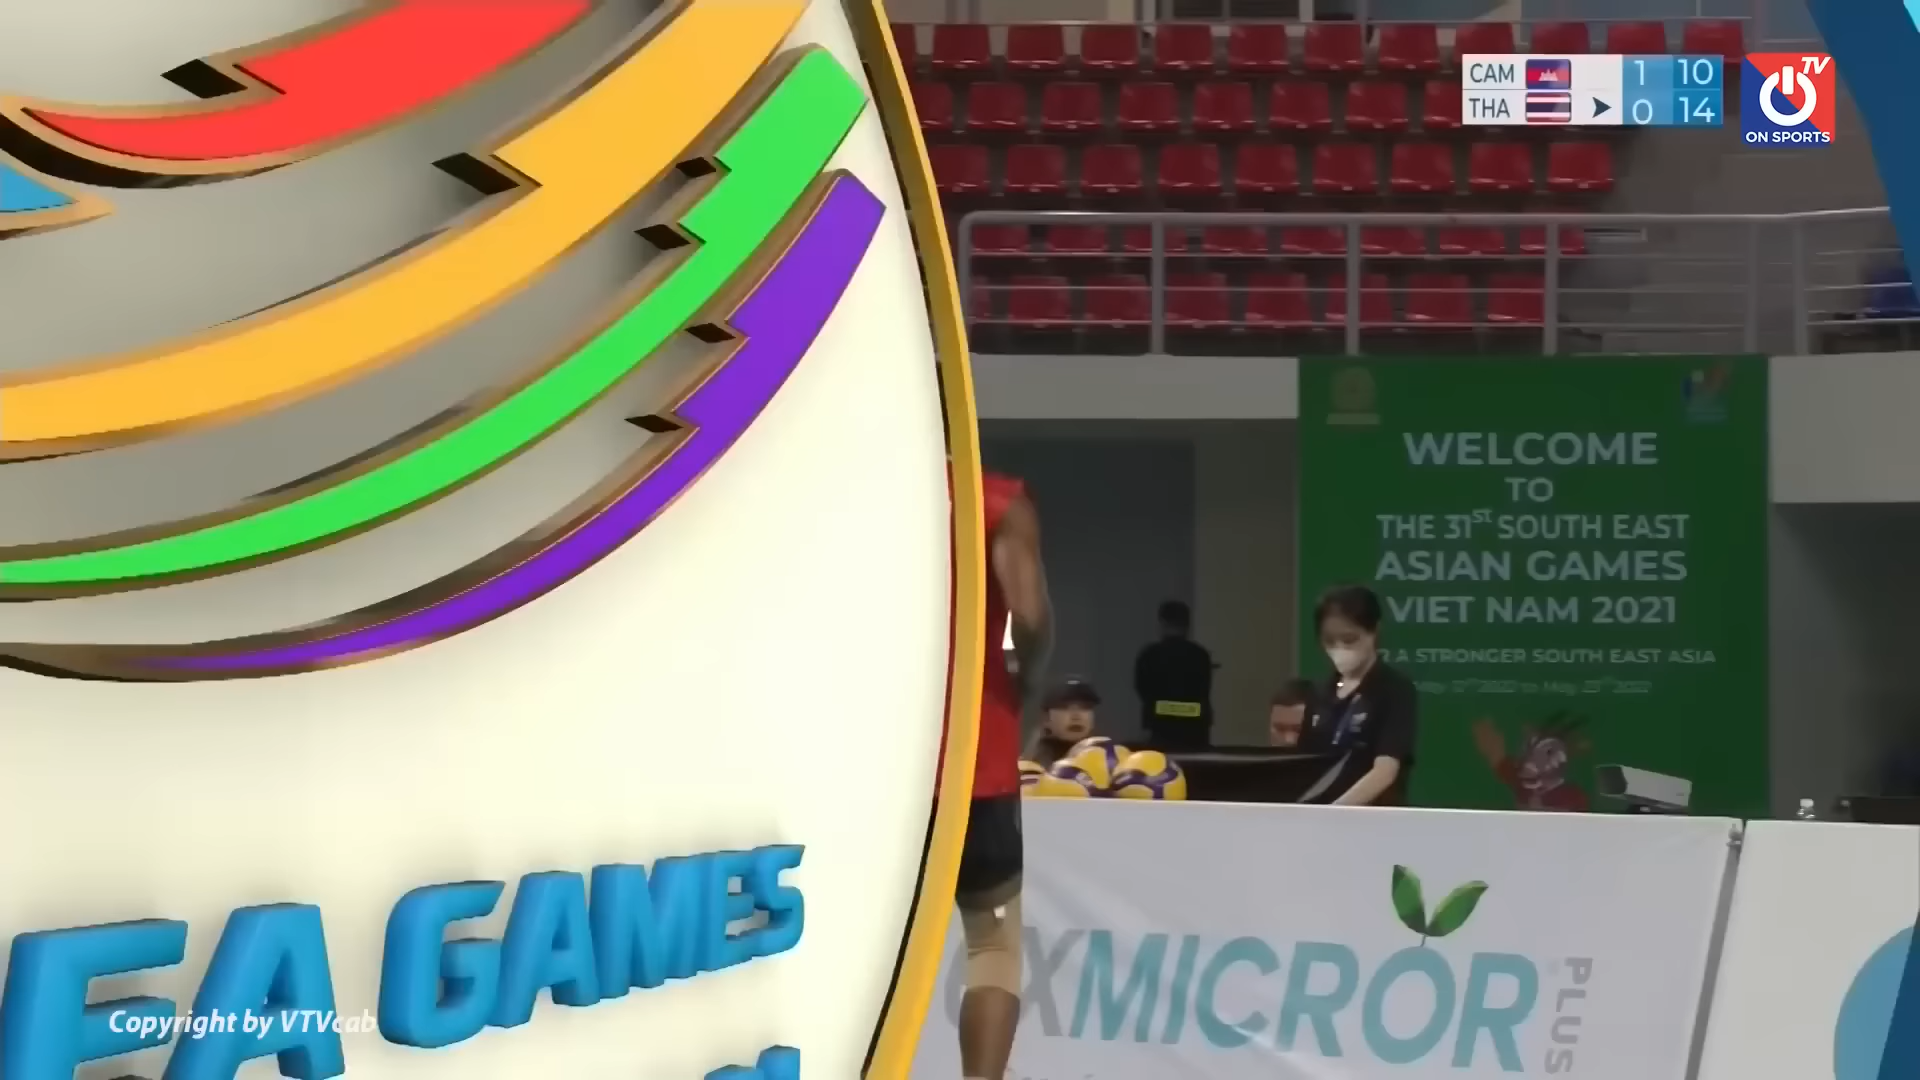 CAM 1 10
THA 0 14
TV
ON SPORTS
WELCOME
TO
THE 31st SOUTH EAST
ASIAN GAMES
VIET NAM 2021
A STRONGER SOUTH EAST ASIA
EA GAMES
Copyright by VTVcab
XMICROR
PLUS